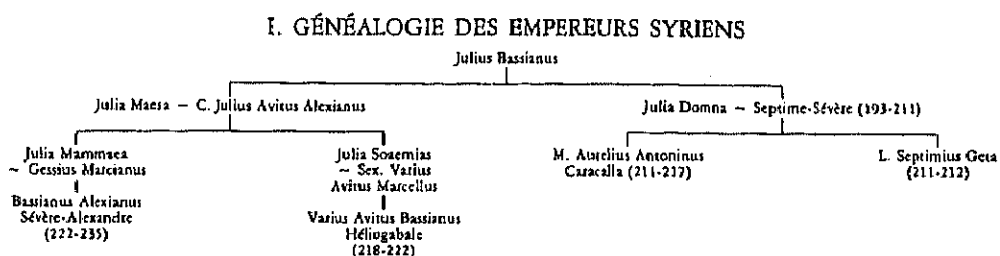 I. GÉNÉALOGIE DES EMPEREURS SYRIENS
Julius Bassianus
Julia Maesa ~ C. Julius Avitus Alexianus
Julia Domna ~ Septime-Sévère (193-211)
Julia Mammaea
~ Gessius Marcianus
Bassianus Alexianus
Sévère-Alexandre
(222-235)
Julia Soaemias
~ Sex. Varius
Avitus Marcellus
Varius Avitus Bassianus
Héliogabale
(218-222)
M. Aurelius Antoninus
Caracalla (211-217)
L. Septimius Geta
(211-212)